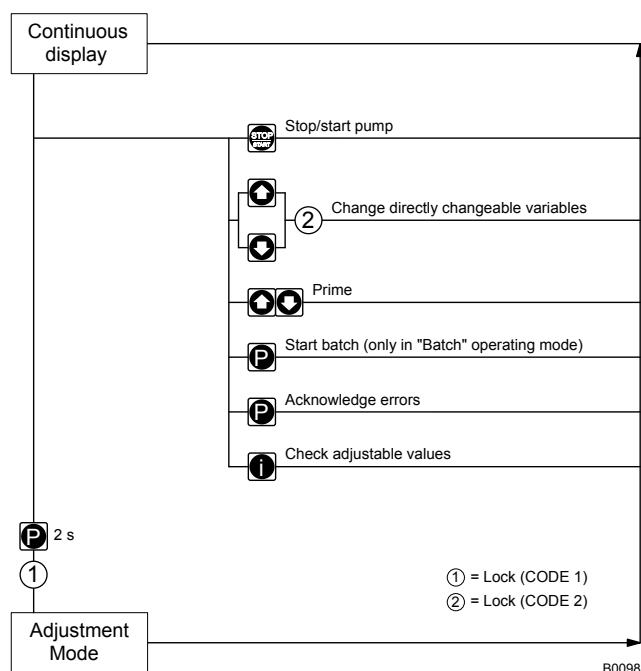 Continuous
display
STOP
START
Stop/start pump
2
Change directly changeable variables
Prime
P
Start batch (only in "Batch" operating mode)
P
Acknowledge errors
i
Check adjustable values
P 2 s
1
1 = Lock (CODE 1)
2 = Lock (CODE 2)
Adjustment
Mode
B0098